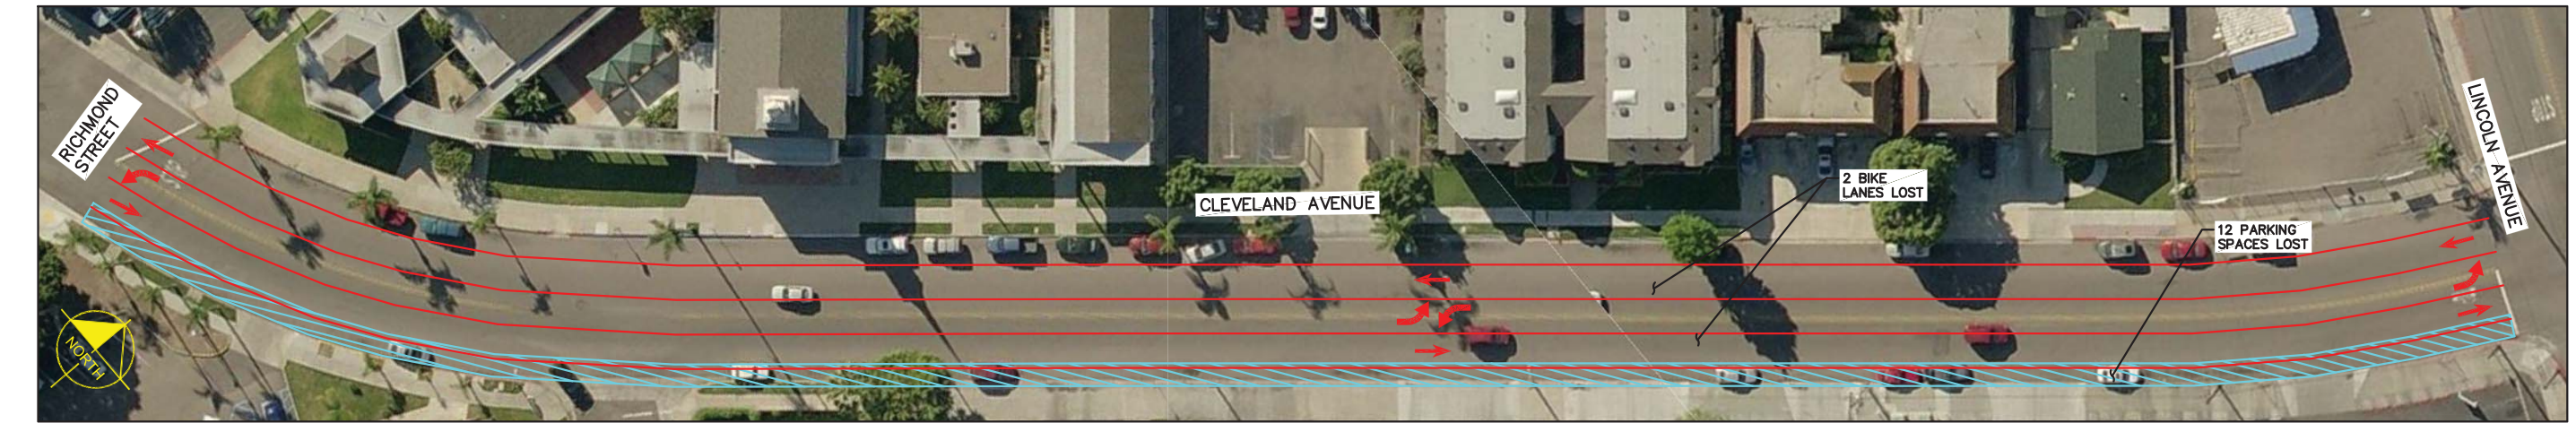 RICHMOND
STREET
CLEVELAND AVENUE
2 BIKE
LANES LOST
12 PARKING
SPACES LOST
LINCOLN AVENUE
NORTH